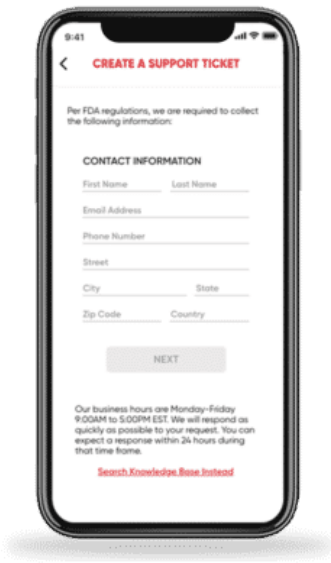 9:41
CREATE A SUPPORT TICKET
Per FDA regulations, we are required to collect
the following information:
CONTACT INFORMATION
First Name Last Name
Email Address
Phone Number
Street
City State
Zip Code Country
NEXT
Our business hours are Monday-Friday
9:00AM to 5:00PM EST. We will respond as
quickly as possible to your request. You can
expect a response within 24 hours during
that time frame.
Search Knowledge Base Instead